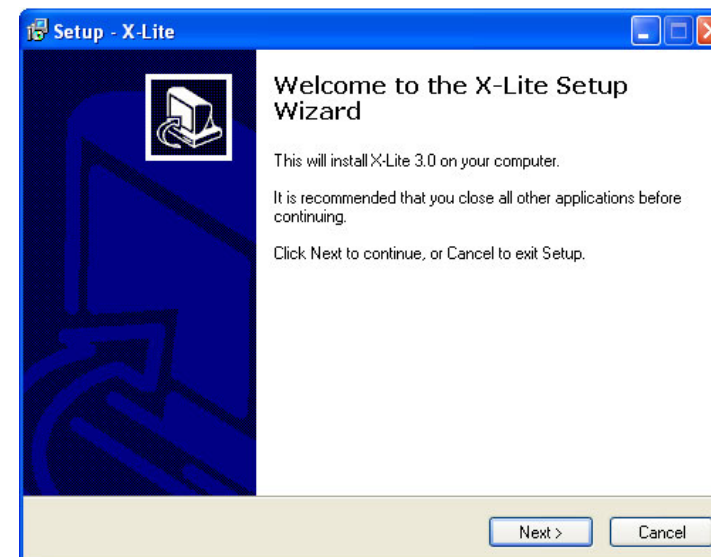 Setup - X-Lite
Welcome to the X-Lite Setup
Wizard
This will install X-Lite 3.0 on your computer.
It is recommended that you close all other applications before
continuing.
Click Next to continue, or Cancel to exit Setup.
Next >
Cancel